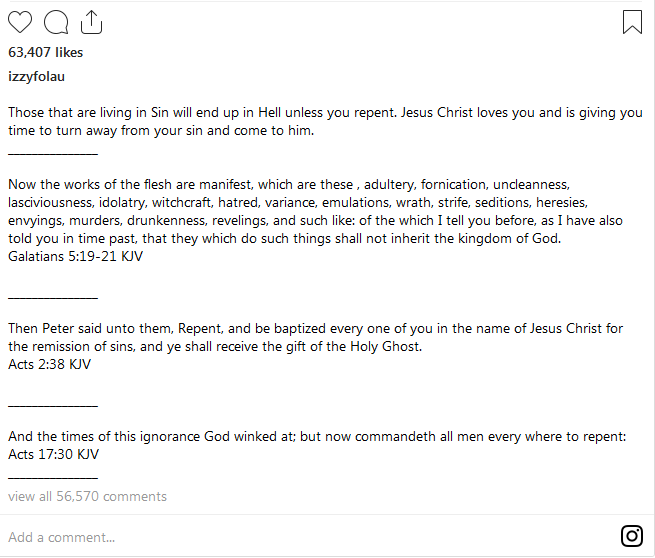 63,407 likes
izzyfolau
Those that are living in Sin will end up in Hell unless you repent. Jesus Christ loves you and is giving you
time to turn away from your sin and come to him.
_______________
Now the works of the flesh are manifest, which are these , adultery, fornication, uncleanness,
lasciviousness, idolatry, witchcraft, hatred, variance, emulations, wrath, strife, seditions, heresies,
envyings, murders, drunkenness, revelings, and such like: of the which I tell you before, as I have also
told you in time past, that they which do such things shall not inherit the kingdom of God.
Galatians 5:19-21 KJV
_______________
Then Peter said unto them, Repent, and be baptized every one of you in the name of Jesus Christ for
the remission of sins, and ye shall receive the gift of the Holy Ghost.
Acts 2:38 KJV
_______________
And the times of this ignorance God winked at; but now commandeth all men every where to repent:
Acts 17:30 KJV
_______________
view all 56,570 comments
Add a comment...